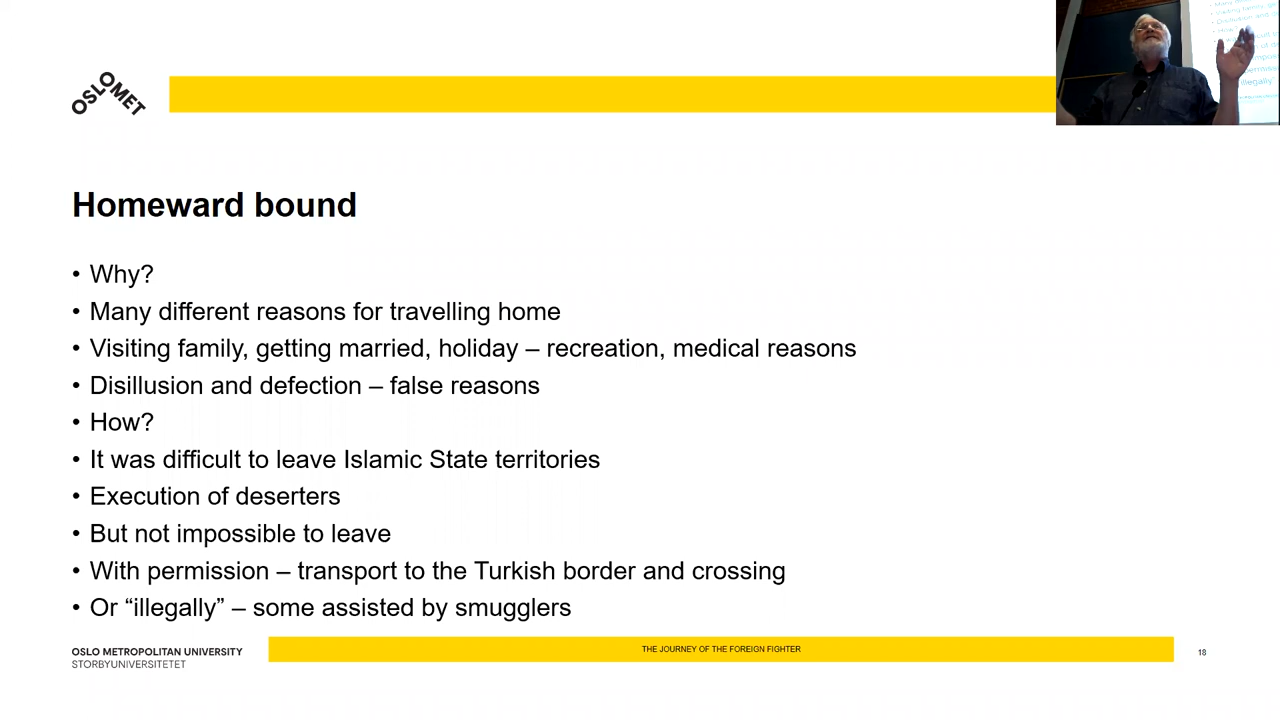 OSLOMET
Homeward bound
• Why?
• Many different reasons for travelling home
• Visiting family, getting married, holiday – recreation, medical reasons
• Disillusion and defection – false reasons
• How?
• It was difficult to leave Islamic State territories
• Execution of deserters
• But not impossible to leave
• With permission – transport to the Turkish border and crossing
• Or “illegally” – some assisted by smugglers
OSLO METROPOLITAN UNIVERSITY
STORBYUNIVERSITETET
THE JOURNEY OF THE FOREIGN FIGHTER
18